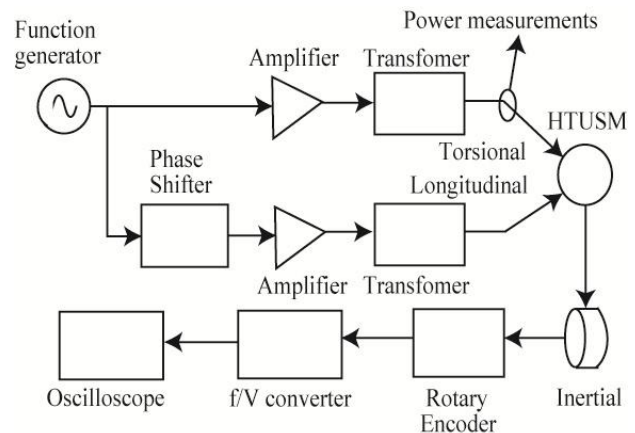 Function
generator
Amplifier
Transfomer
Power measurements
HTUSM
Torsional
Phase
Shifter
Longitudinal
Amplifier
Transfomer
Oscilloscope
f/V converter
Rotary
Encoder
Inertial